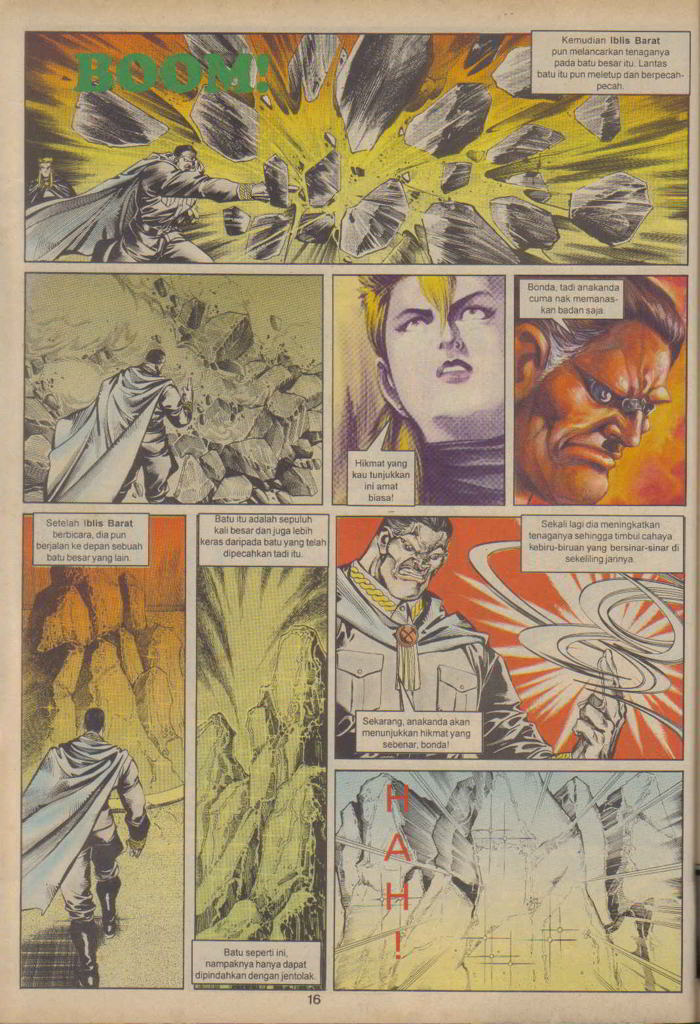 BOOM!
Kemudian Iblis Barat
pun melancarkan tenaganya
pada batu besar itu. Lantas
batu itu pun meletup dan berpecah-
pecah.
Hikmat yang
kau tunjukkan
ini amat
biasa!
Bonda, tadi anakanda
cuma nak memanas-
kan badan saja.
Setelah Iblis Barat
berbicara, dia pun
berjalan ke depan sebuah
batu besar yang lain.
Batu itu adalah sepuluh
kali besar dan juga lebih
keras daripada batu yang telah
dipecahkan tadi itu.
Batu seperti ini,
nampaknya hanya dapat
dipindahkan dengan jentolak.
Sekali lagi dia meningkatkan
tenaganya sehingga timbul cahaya
kebiru-biruan yang bersinar-sinar di
sekeliling jarinya.
Sekarang, anakanda akan
menunjukkan hikmat yang
sebenar, bonda!
HAH!
16